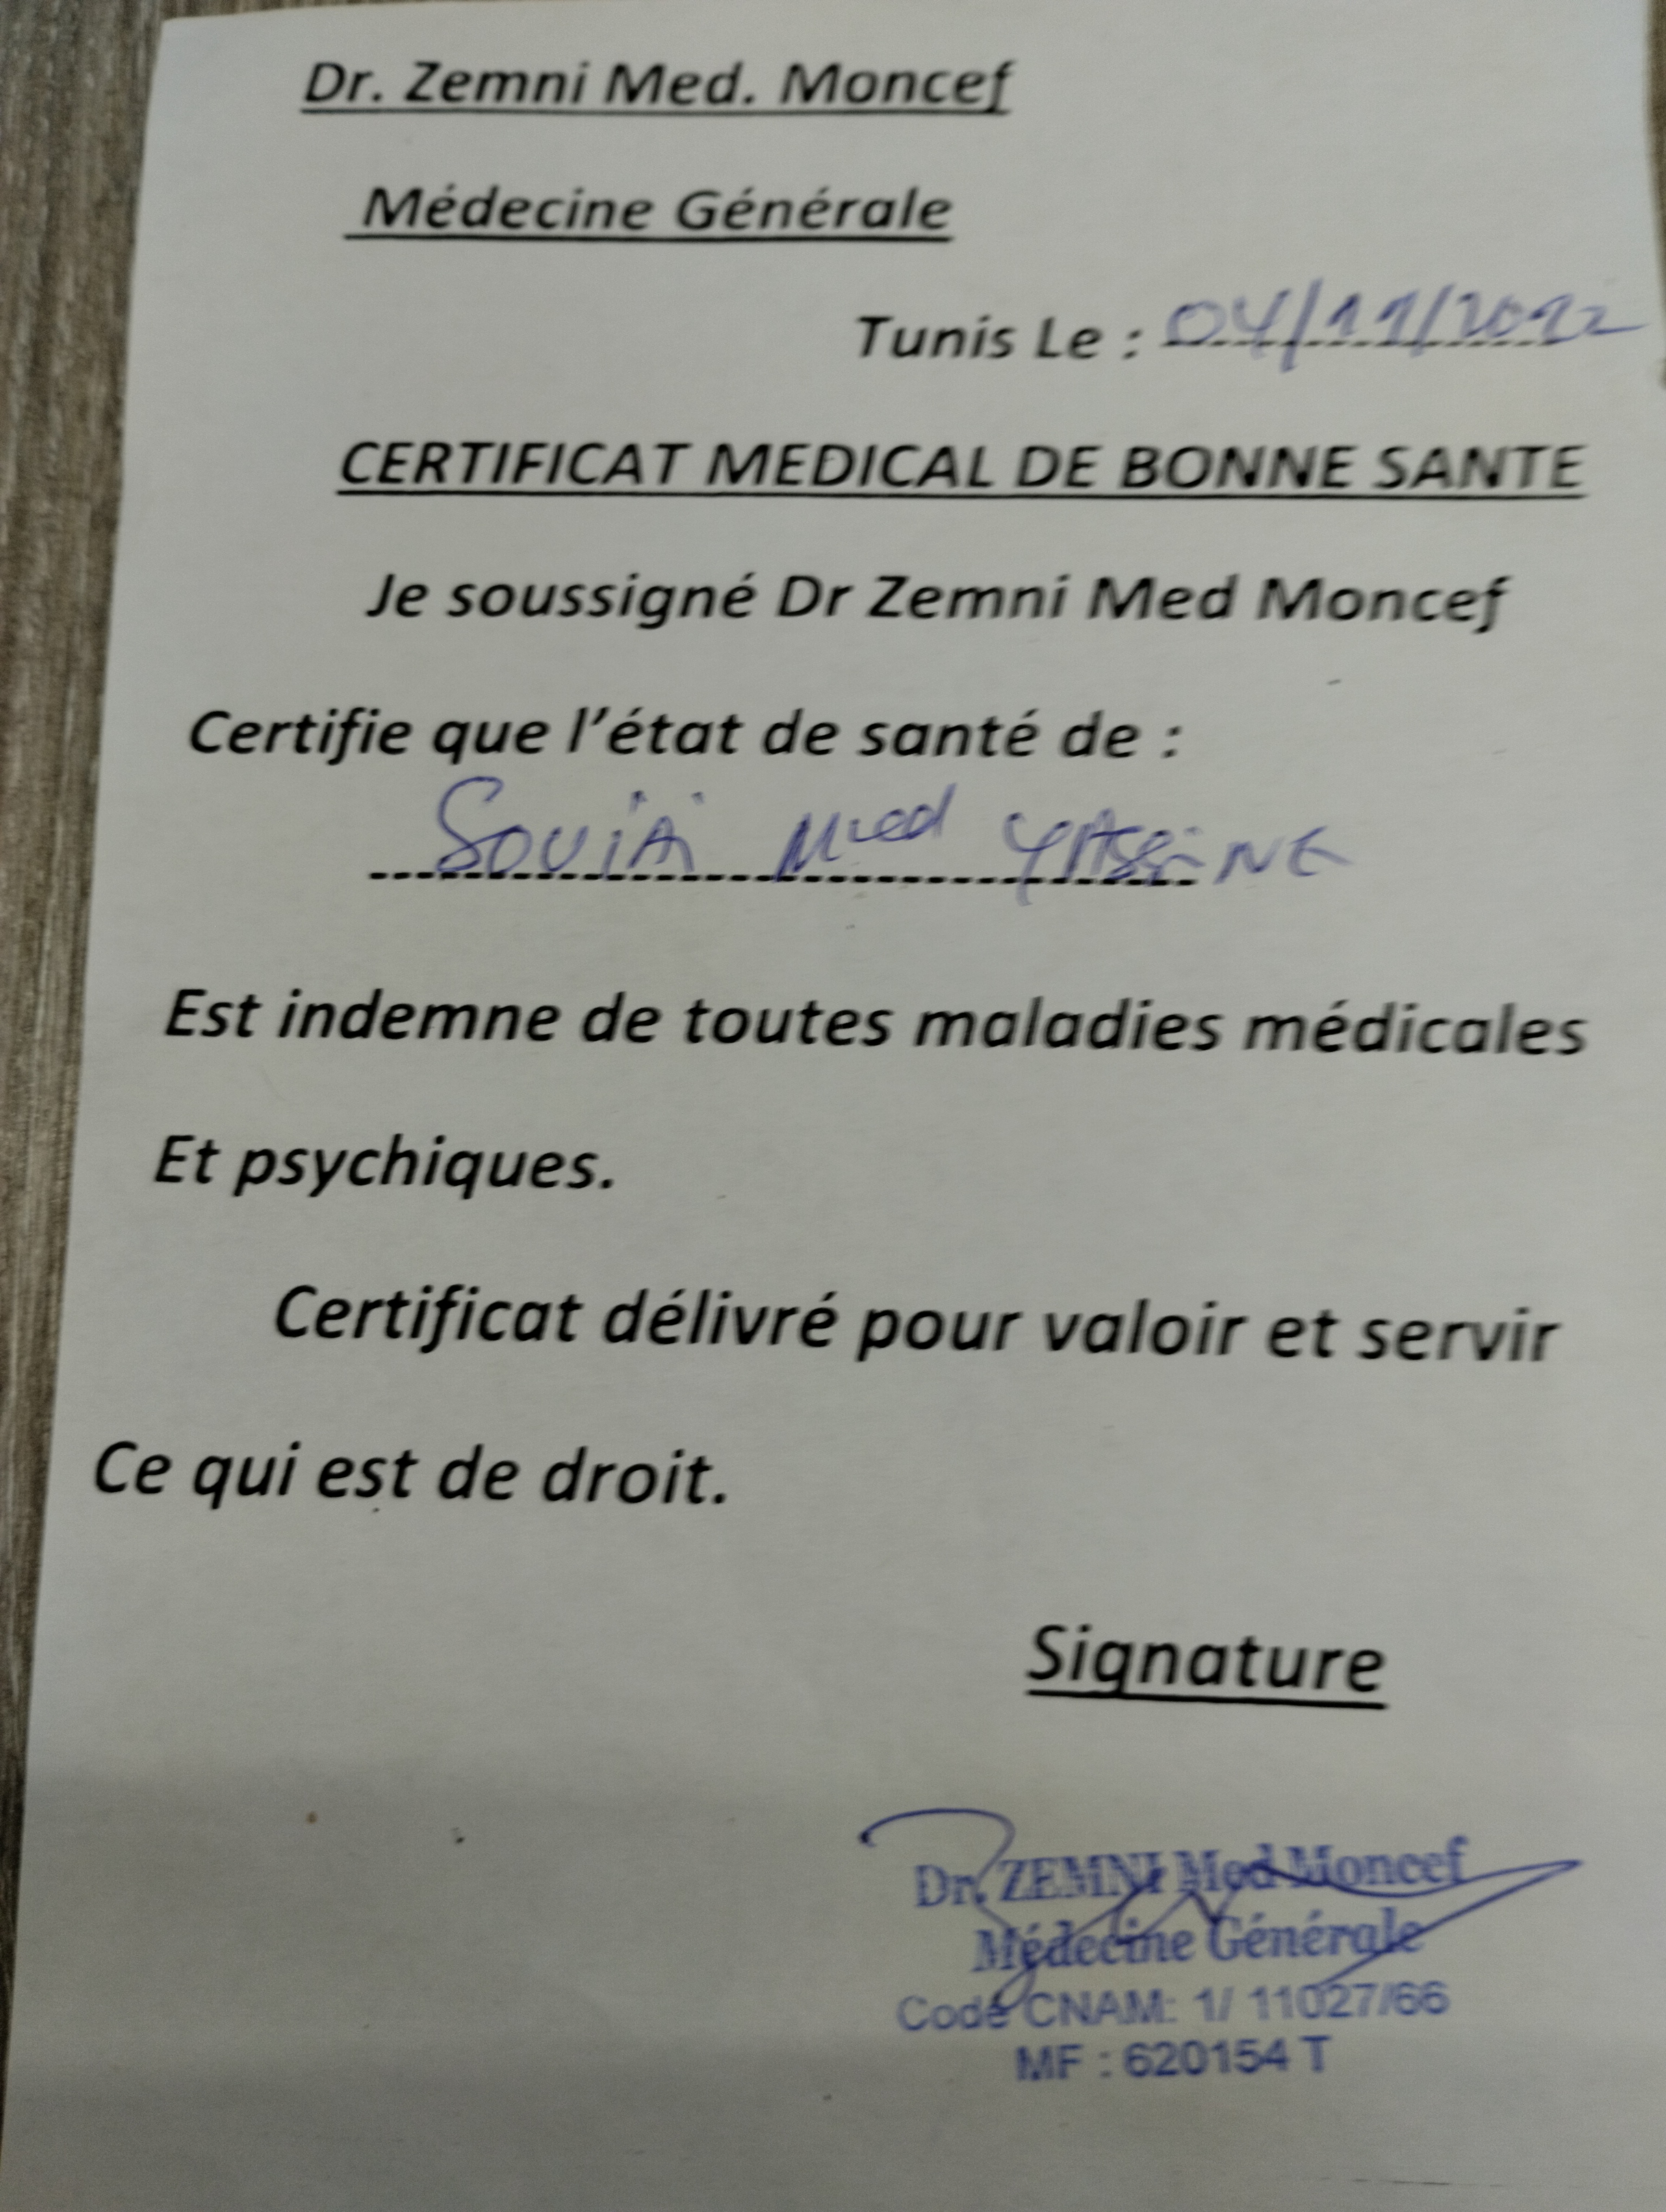 Dr. Zemni Med. Moncef
Médecine Générale
Tunis Le : 04/11/2022
CERTIFICAT MEDICAL DE BONNE SANTE
Je soussigné Dr Zemni Med Moncef
Certifie que l'état de santé de :
Med YASSINE
Est indemne de toutes maladies médicales
Et psychiques.
Certificat délivré pour valoir et servir
Ce qui est de droit.
Signature
Dr. ZEMNI Med Moncef
Médecine Générale
Code CNAM: 1/ 11027/66
MF : 620154 T